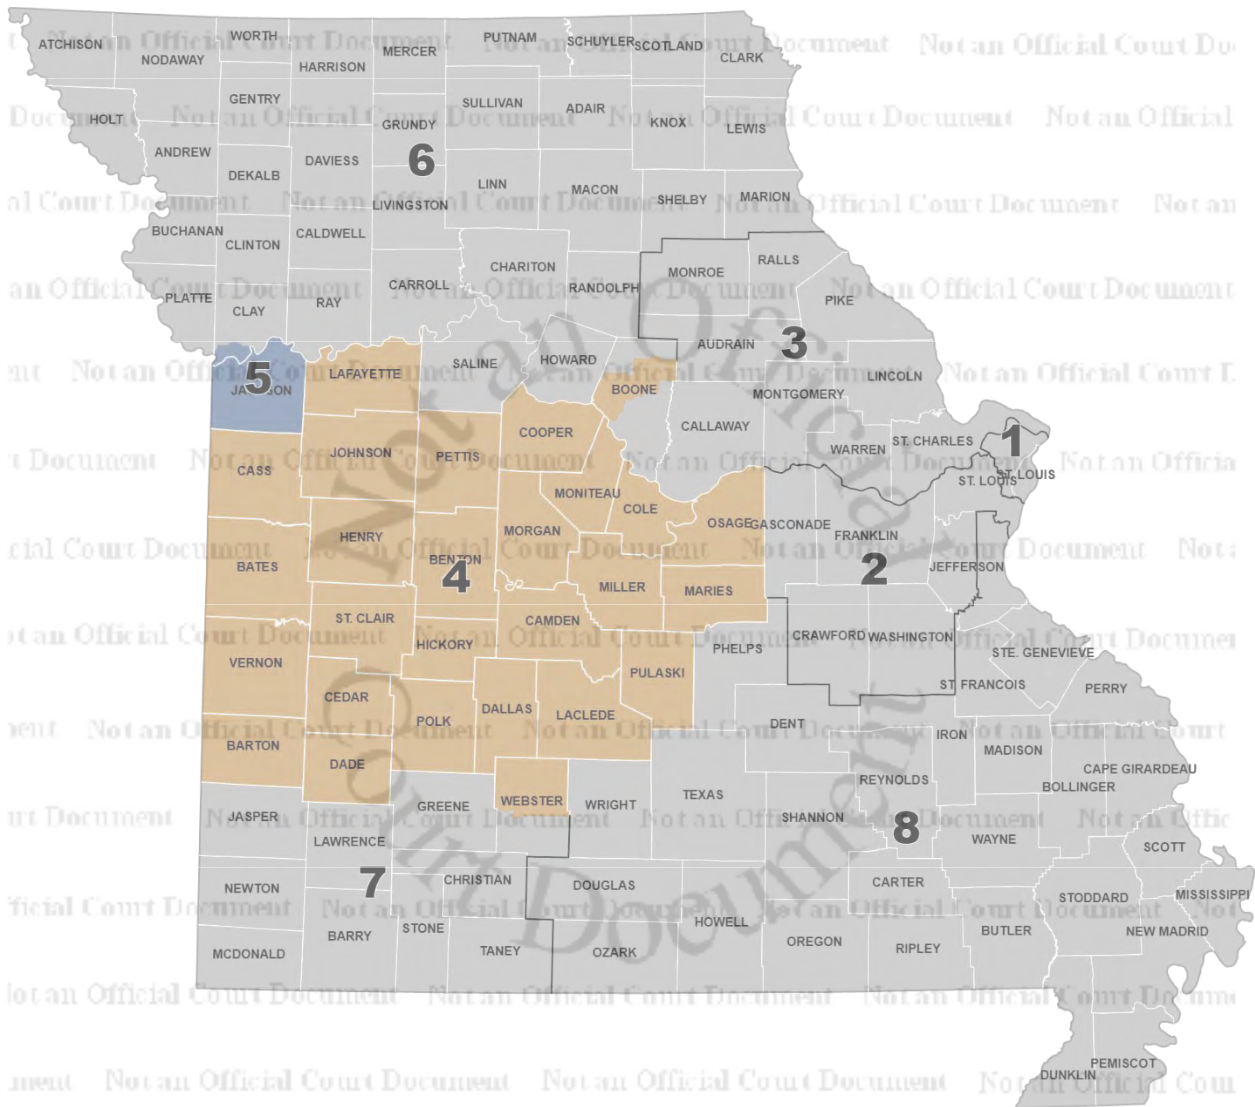 ATCHISON
NODAWAY
WORTH
HARRISON
MERCER
PUTNAM
SCHUYLER
SCOTLAND
CLARK
HOLT
GENTRY
SULLIVAN
ADAIR
KNOX
LEWIS
GRUNDY
ANDREW
DAVIESS
6
DEKALB
LINN
MACON
SHELBY
MARION
LIVINGSTON
BUCHANAN
CLINTON
CALDWELL
CHARITON
RANDOLPH
MONROE
RALLS
PLATTE
CLAY
RAY
CARROLL
PIKE
AUDRAIN
3
SALINE
HOWARD
5
LAFAYETTE
BOONE
MONTGOMERY
LINCOLN
CALLAWAY
COOPER
CASS
JOHNSON
PETTIS
WARREN
ST. CHARLES
1
ST. LOUIS
ST. LOUIS
MONITEAU
COLE
OSAGE
GASCONADE
MORGAN
HENRY
FRANKLIN
BATES
BENTON
4
2
JEFFERSON
MILLER
MARIES
ST. CLAIR
CAMDEN
HICKORY
PHELPS
CRAWFORD
WASHINGTON
STE. GENEVIEVE
VERNON
PULASKI
ST. FRANCOIS
PERRY
CEDAR
POLK
DALLAS
LACLEDE
DENT
IRON
MADISON
BARTON
DADE
CAPE GIRARDEAU
BOLLINGER
REYNOLDS
TEXAS
WEBSTER
GREENE
WRIGHT
JASPER
SHANNON
8
WAYNE
LAWRENCE
SCOTT
7
CHRISTIAN
DOUGLAS
CARTER
NEWTON
STODDARD
MISSISSIPPI
BARRY
STONE
HOWELL
BUTLER
NEW MADRID
OREGON
RIPLEY
MCDONALD
TANEY
OZARK
PEMISCOT
DUNKLIN
Not an Official
Court Document
Not an Official Court Document